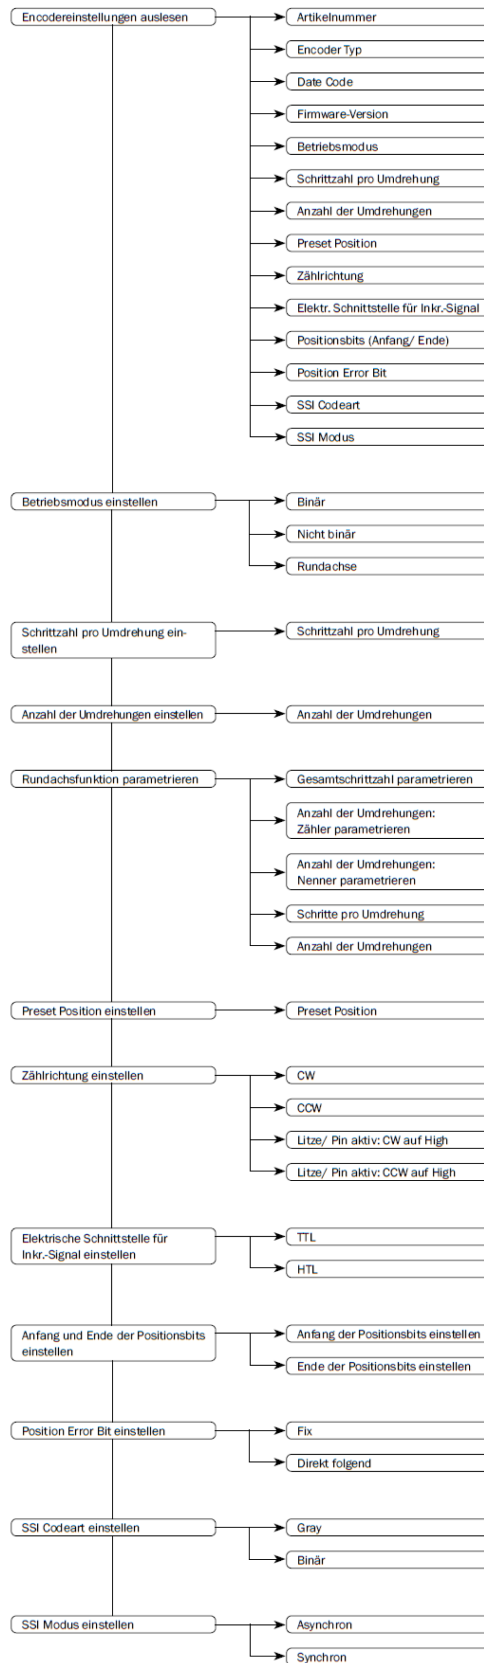 Encodereinstellungen auslesen
Artikelnummer
Encoder Typ
Date Code
Firmware-Version
Betriebsmodus
Schrittzahl pro Umdrehung
Anzahl der Umdrehungen
Preset Position
Zählrichtung
Elektr. Schnittstelle für Inkr.-Signal
Positionsbits (Anfang/ Ende)
Position Error Bit
SSI Codeart
SSI Modus
Betriebsmodus einstellen
Binär
Nicht binär
Rundachse
Schrittzahl pro Umdrehung ein-
stellen
Schrittzahl pro Umdrehung
Anzahl der Umdrehungen einstellen
Anzahl der Umdrehungen
Rundachsfunktion parametrieren
Gesamtschrittzahl parametrieren
Anzahl der Umdrehungen:
Zähler parametrieren
Anzahl der Umdrehungen:
Nenner parametrieren
Schritte pro Umdrehung
Anzahl der Umdrehungen
Preset Position einstellen
Preset Position
Zählrichtung einstellen
CW
CCW
Litze/ Pin aktiv: CW auf High
Litze/ Pin aktiv: CCW auf High
Elektrische Schnittstelle für
Inkr.-Signal einstellen
TTL
HTL
Anfang und Ende der Positionsbits
einstellen
Anfang der Positionsbits einstellen
Ende der Positionsbits einstellen
Position Error Bit einstellen
Fix
Direkt folgend
SSI Codeart einstellen
Gray
Binär
SSI Modus einstellen
Asynchron
Synchron